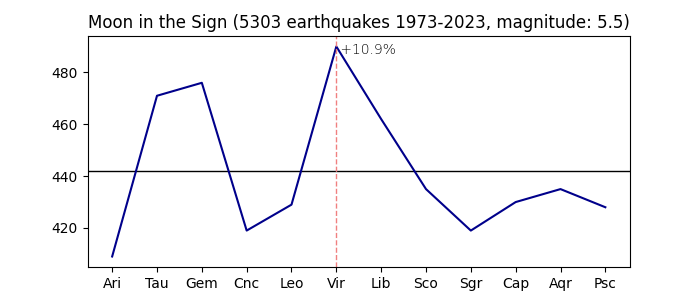 Moon in the Sign (5303 earthquakes 1973-2023, magnitude: 5.5)
+10.9%
480
460
440
420
Ari Tau Gem Cnc Leo Vir Lib Sco Sgr Cap Aqr Psc